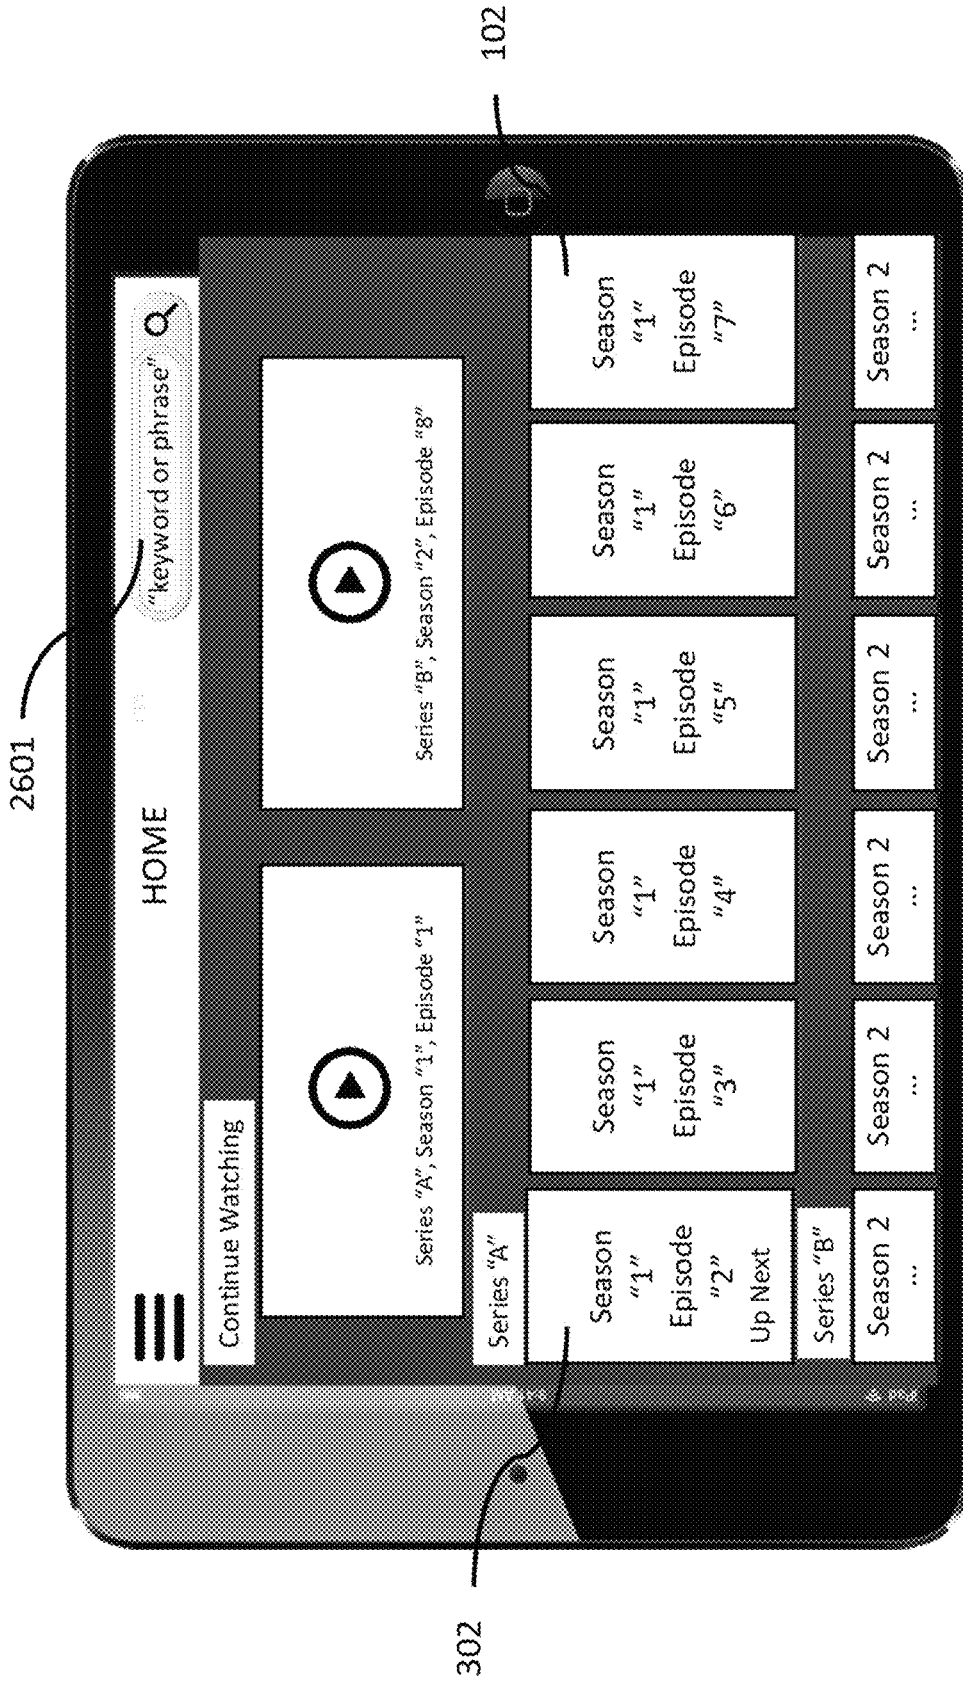 2601
HOME
"keyword or phrase"
Continue Watching
Series "A", Season "1", Episode "1"
Series "B", Season "2", Episode "8"
Series "A"
Season
"1"
Episode
"2"
Up Next
Season
"1"
Episode
"3"
Season
"1"
Episode
"4"
Season
"1"
Episode
"5"
Season
"1"
Episode
"6"
Season
"1"
Episode
"7"
Series "B"
Season 2
...
Season 2
...
Season 2
...
Season 2
...
Season 2
...
Season 2
...
302
102